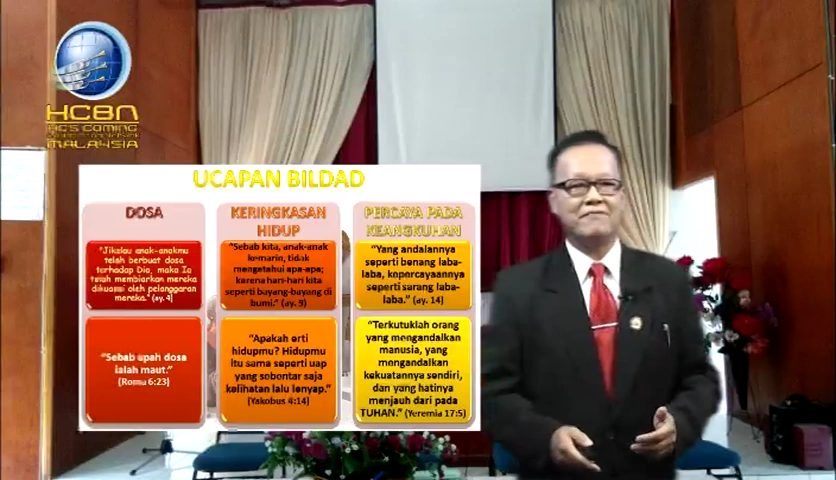 HCBN
HE'S COMING
MALAYSIA
UCAPAN BILDAD
DOSA
"Jikalau anak-anakmu
telah berbuat dosa
terhadap Dia, maka Ia
telah membiarkan mereka
dikuasai oleh pelanggaran
mereka." (ay. 4)
"Sebab upah dosa
ialah maut."
(Roma 6:23)
KERINGKASAN
HIDUP
"Sebab kita, anak-anak
kemarin, tidak
mengetahui apa-apa;
karena hari-hari kita
seperti bayang-bayang di
bumi." (ay. 9)
"Apakah erti
hidupmu? Hidupmu
itu sama seperti uap
yang sebentar saja
kelihatan lalu lenyap."
(Yakobus 4:14)
PERCAYA PADA
KEANGKUHAN
"Yang andalannya
seperti benang laba-
laba, kepercayaannya
seperti sarang laba-
laba." (ay. 14)
"Terkutuklah orang
yang mengandalkan
manusia, yang
mengandalkan
kekuatannya sendiri,
dan yang hatinya
menjauh dari pada
TUHAN." (Yeremia 17:5)